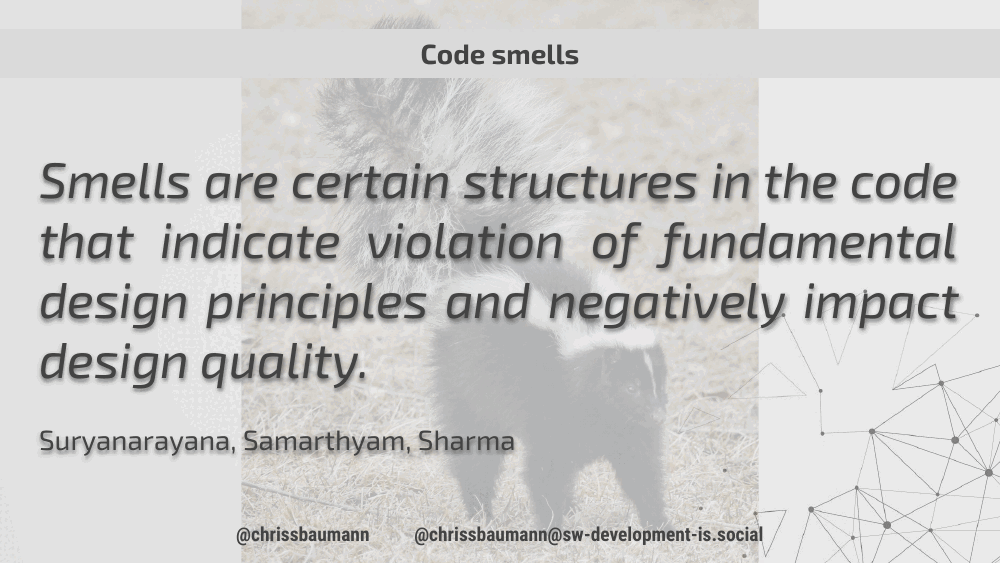 Code smells
Smells are certain structures in the code
that indicate violation of fundamental
design principles and negatively impact
design quality.
Suryanarayana, Samarthyam, Sharma
@chrissbaumann @chrissbaumann@sw-development-is.social